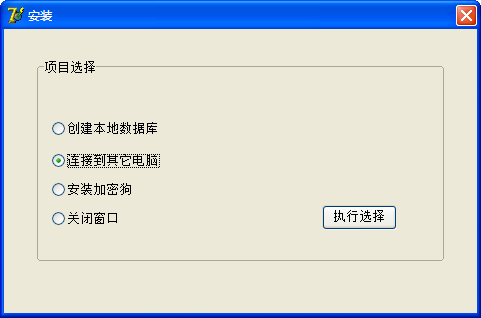 安装
项目选择
创建本地数据库
连接到其它电脑
安装加密狗
关闭窗口
执行选择